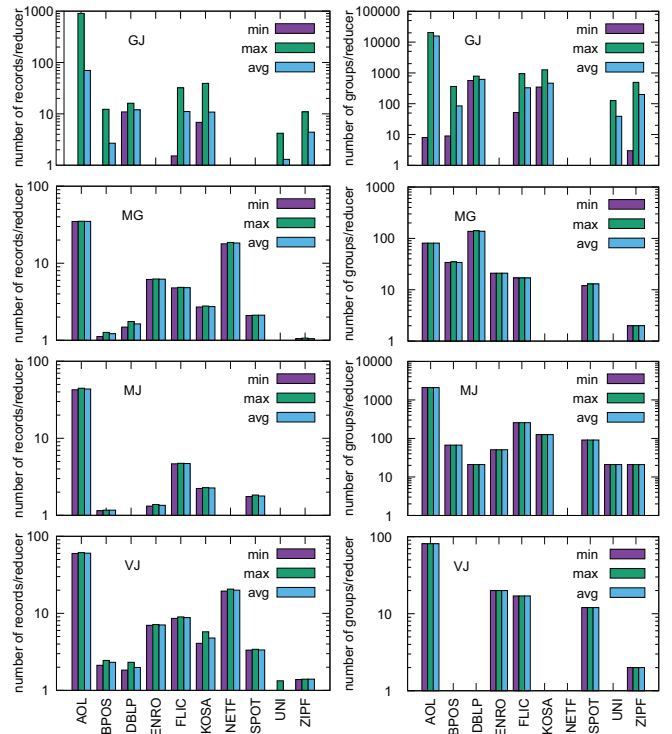 number of records/reducer
1000
100
10
1
GJ
min
max
avg
number of groups/reducer
100000
10000
1000
100
10
1
GJ
min
max
avg
number of records/reducer
100
10
1
MG
min
max
avg
number of groups/reducer
1000
100
10
1
MG
min
max
avg
number of records/reducer
100
10
1
MJ
min
max
avg
number of groups/reducer
10000
1000
100
10
1
MJ
min
max
avg
number of records/reducer
100
10
1
VJ
min
max
avg
AOL
BPOS
DBLP
ENRO
FLIC
KOSA
NETF
SPOT
UNI
ZIPF
number of groups/reducer
100
10
1
VJ
min
max
avg
AOL
BPOS
DBLP
ENRO
FLIC
KOSA
NETF
SPOT
UNI
ZIPF